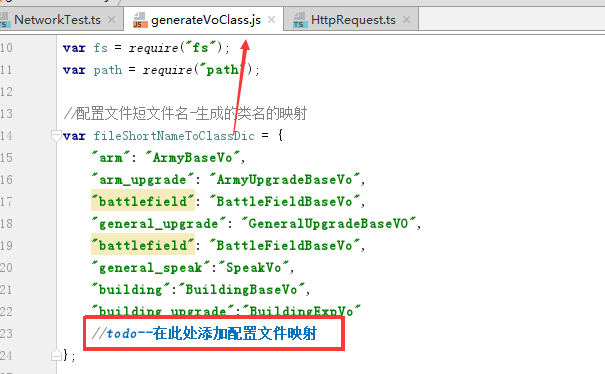 NetworkTest.ts × generateVoClass.js × HttpRequest.ts ×
10 var fs = require("fs");
11 var path = require("path");
12
13 //配置文件短文件名-生成的类名的映射
14 var fileShortNameToClassDic = {
15 "arm": "ArmyBaseVo",
16 "arm_upgrade": "ArmyUpgradeBaseVo",
17 "battlefield": "BattleFieldBaseVo",
18 "general_upgrade": "GeneralUpgradeBaseVO",
19 "battlefield": "BattleFieldBaseVo",
20 "general_speak":"SpeakVo",
21 "building":"BuildingBaseVo",
22 "building_upgrade":"BuildingExpVo"
23 //todo--在此处添加配置文件映射
24 };